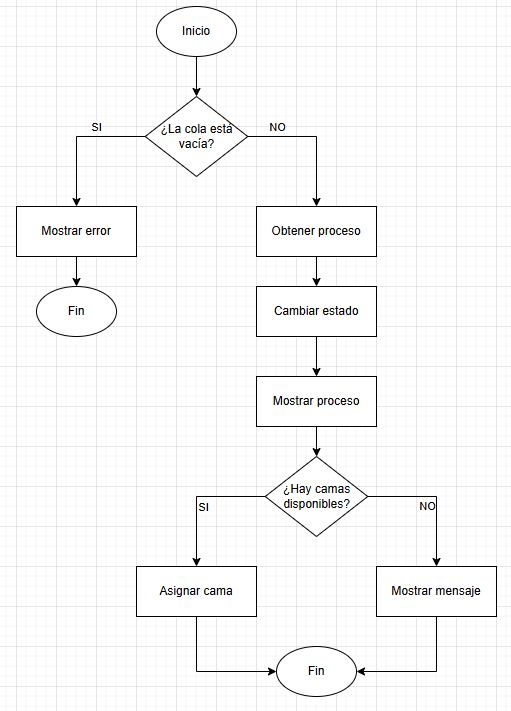 Inicio
¿La cola está
vacía?
SI
NO
Mostrar error
Obtener proceso
Fin
Cambiar estado
Mostrar proceso
¿Hay camas
disponibles?
SI
NO
Asignar cama
Mostrar mensaje
Fin